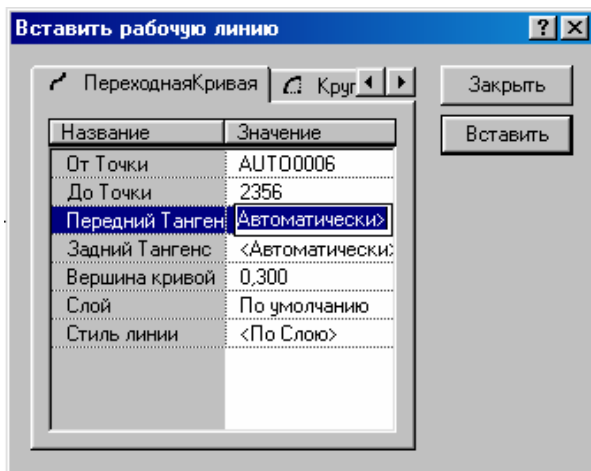 Вставить рабочую линию
ПереходнаяКривая
Круг
Закрыть
Вставить
Название Значение
От Точки AUTO0006
До Точки 2356
Передний Танген Автоматически>
Задний Тангенс <Автоматически>
Вершина кривой 0,300
Слой По умолчанию
Стиль линии <По Слою>